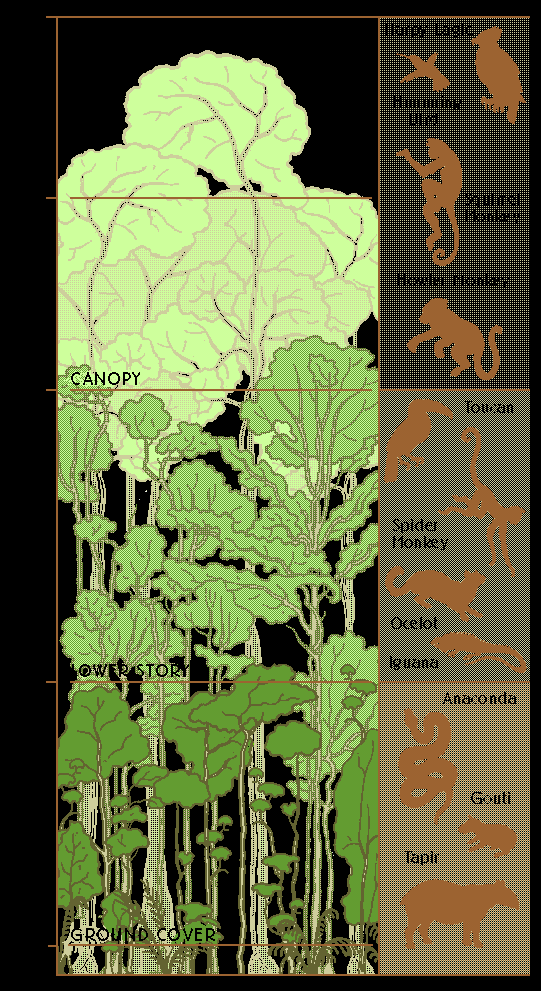 Harpy Eagle
Humming
Bird
Squirrel
Monkey
Howler Monkey
CANOPY
Toucan
Spider
Monkey
Ocelot
Iguana
LOWER STORY
Anaconda
Gouti
Tapir
GROUND COVER